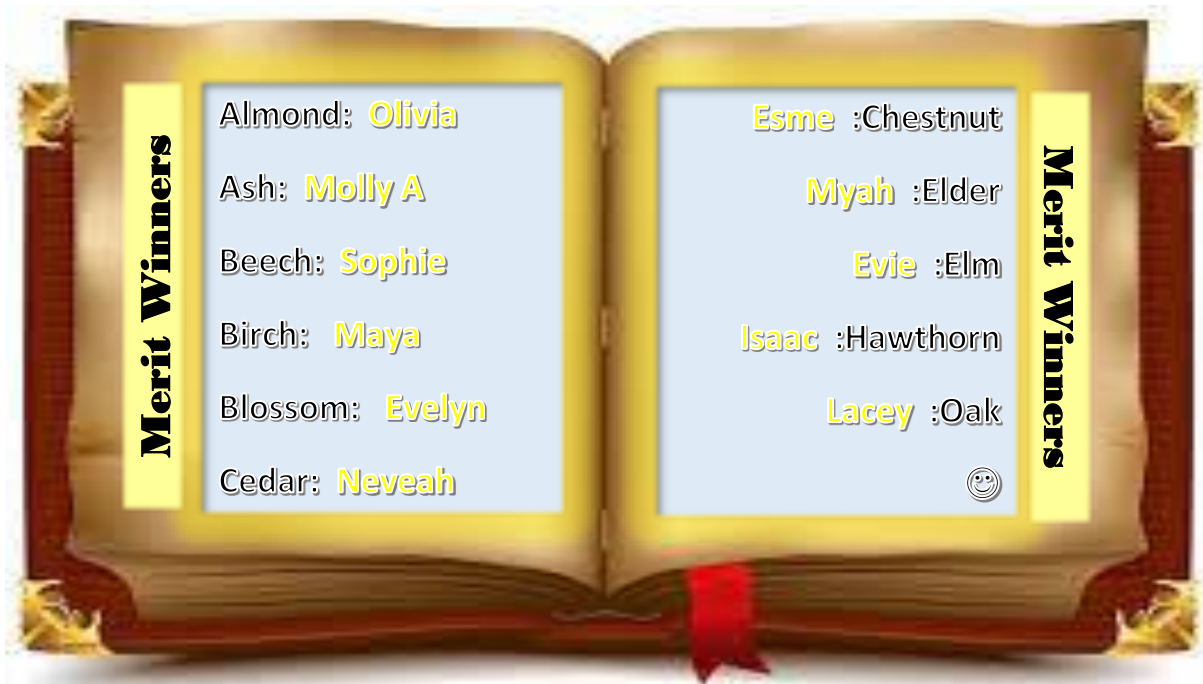 Merit Winners
Almond: Olivia
Ash: Molly A
Beech: Sophie
Birch: Maya
Blossom: Evelyn
Cedar: Neveah
Esme :Chestnut
Myah :Elder
Evie :Elm
Isaac :Hawthorn
Lacey :Oak
☺
Merit Winners